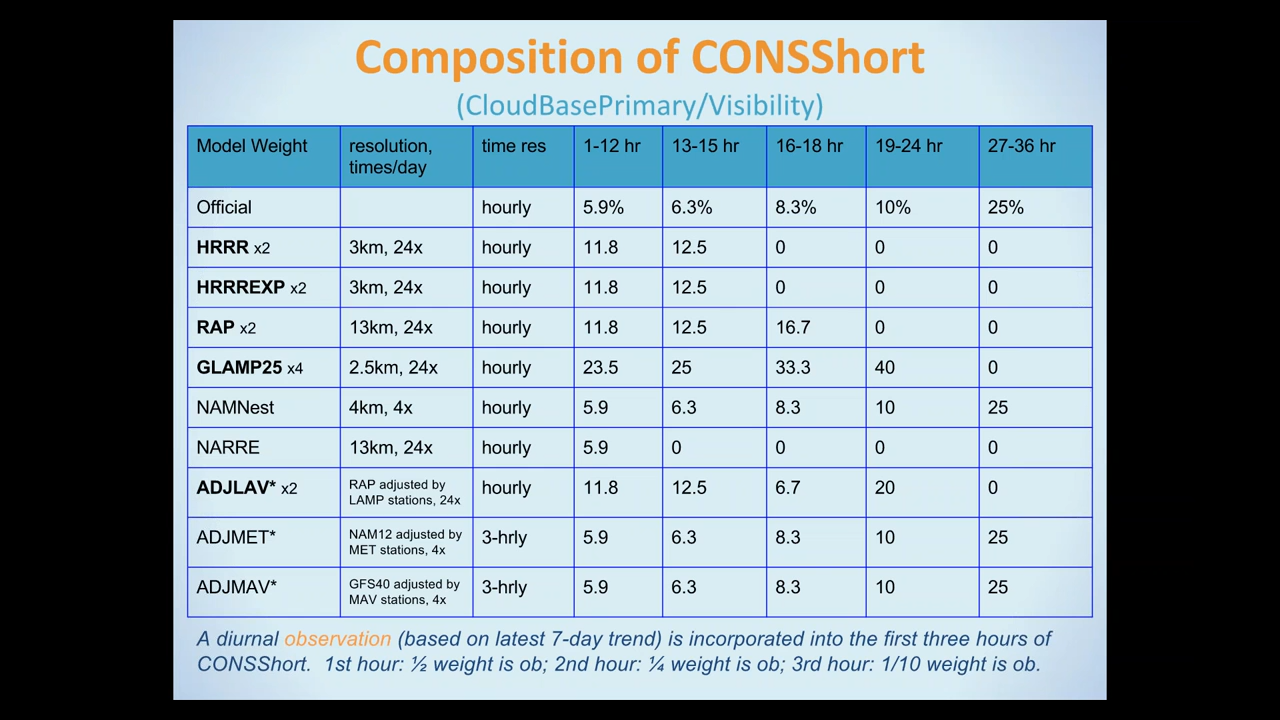 Composition of CONSShort
(CloudBasePrimary/Visibility)
Model Weight resolution, times/day time res 1-12 hr 13-15 hr 16-18 hr 19-24 hr 27-36 hr
Official hourly 5.9% 6.3% 8.3% 10% 25%
HRRR x2 3km, 24x hourly 11.8 12.5 0 0 0
HRRREXP x2 3km, 24x hourly 11.8 12.5 0 0 0
RAP x2 13km, 24x hourly 11.8 12.5 16.7 0 0
GLAMP25 x4 2.5km, 24x hourly 23.5 25 33.3 40 0
NAMNest 4km, 4x hourly 5.9 6.3 8.3 10 25
NARRE 13km, 24x hourly 5.9 0 0 0 0
ADJLAV* x2 RAP adjusted by LAMP stations, 24x hourly 11.8 12.5 6.7 20 0
ADJMET* NAM12 adjusted by MET stations, 4x 3-hrly 5.9 6.3 8.3 10 25
ADJMAV* GFS40 adjusted by MAV stations, 4x 3-hrly 5.9 6.3 8.3 10 25
A diurnal observation (based on latest 7-day trend) is incorporated into the first three hours of
CONSShort. 1st hour: ½ weight is ob; 2nd hour: ¼ weight is ob; 3rd hour: 1/10 weight is ob.